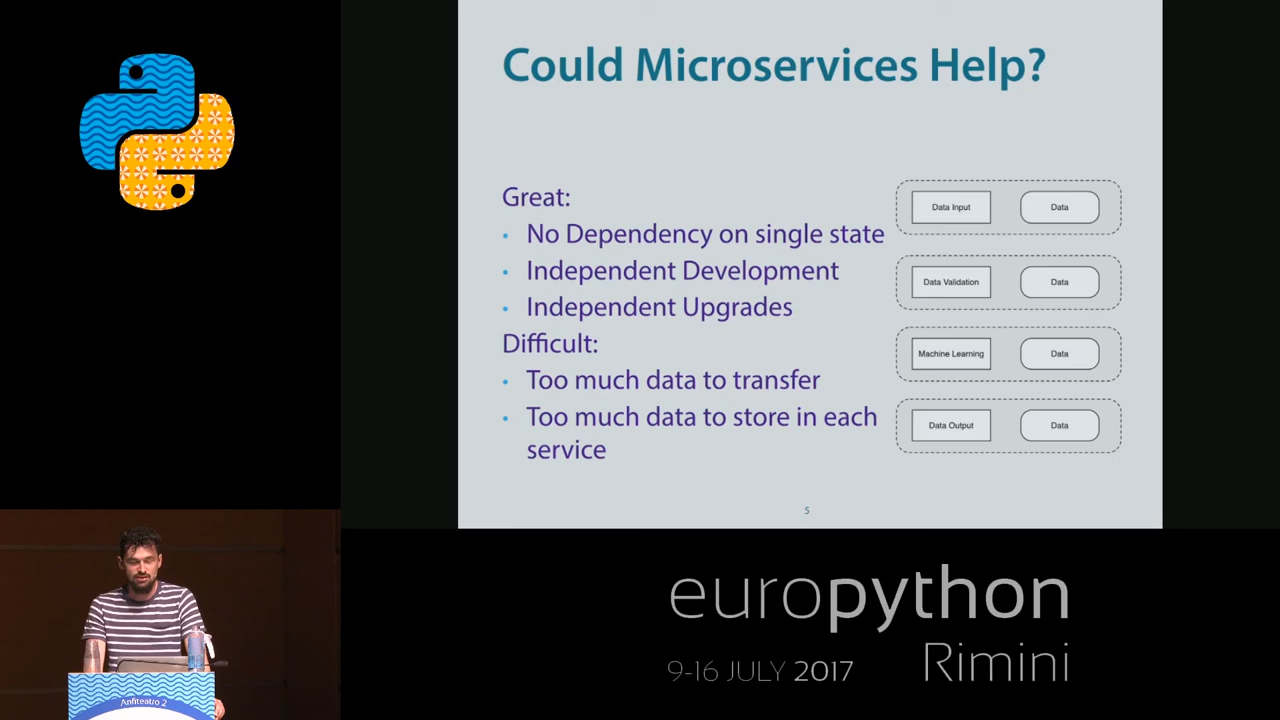 Could Microservices Help?
Great:
• No Dependency on single state
• Independent Development
• Independent Upgrades
Difficult:
• Too much data to transfer
• Too much data to store in each
service
Data Input
Data
Data Validation
Data
Machine Learning
Data
Data Output
Data
5
Anfiteatro 2
europython
Rimini
9-16 JULY 2017